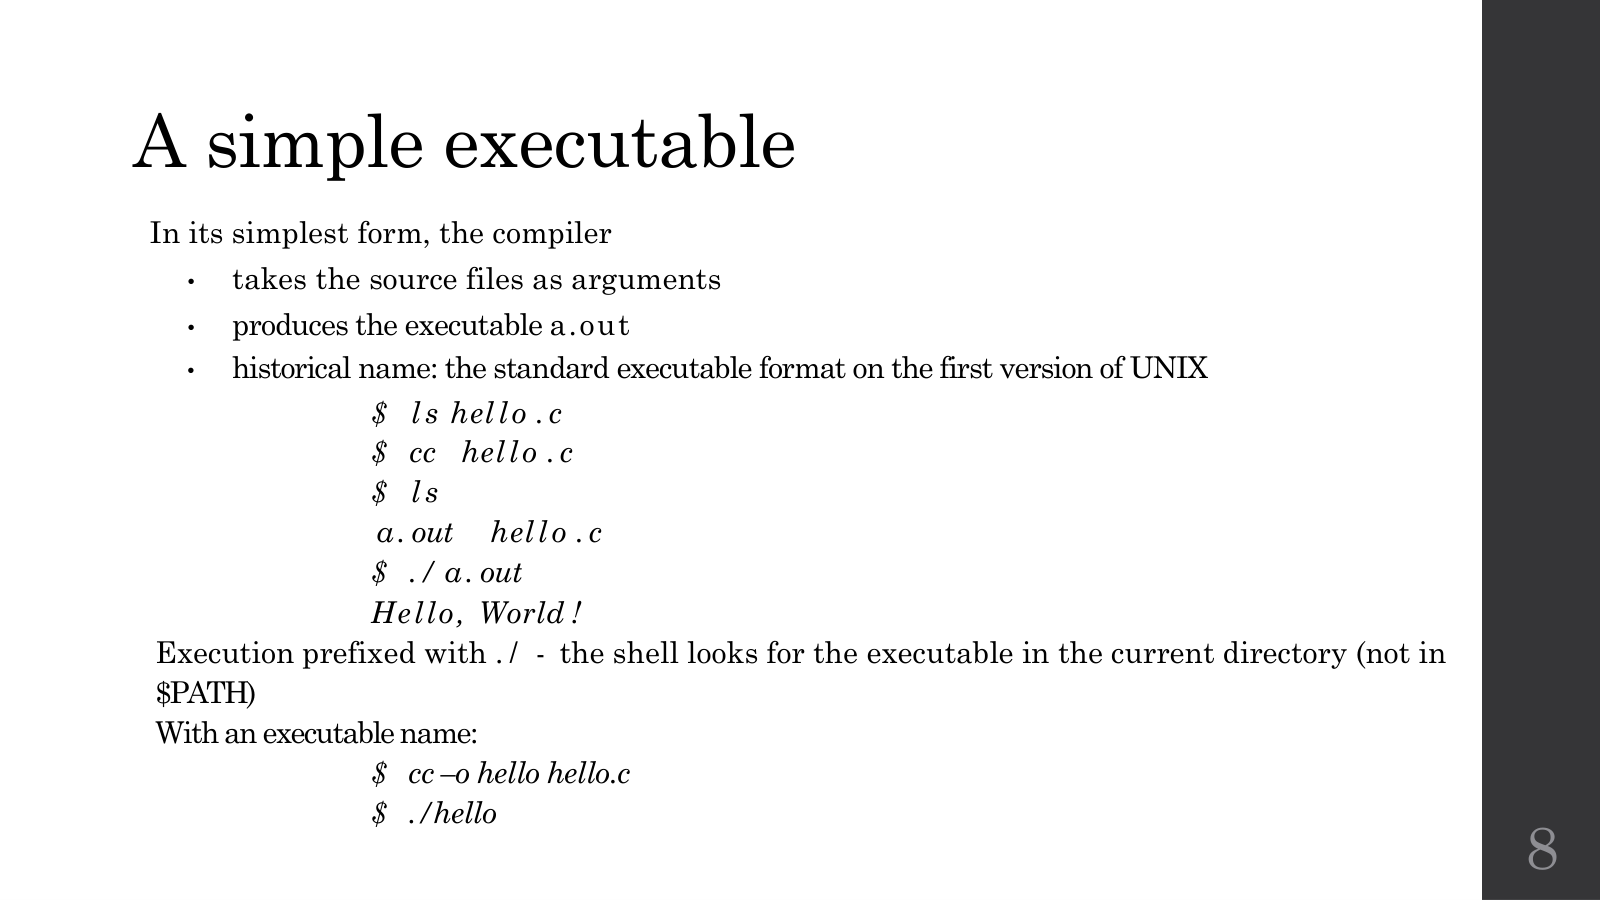 A simple executable
In its simplest form, the compiler
• takes the source files as arguments
• produces the executable a.out
• historical name: the standard executable format on the first version of UNIX
$ ls hello.c
$ cc hello.c
$ ls
a.out hello.c
$ ./a.out
Hello, World!
Execution prefixed with ./ - the shell looks for the executable in the current directory (not in
$PATH)
With an executable name:
$ cc –o hello hello.c
$ ./hello
8